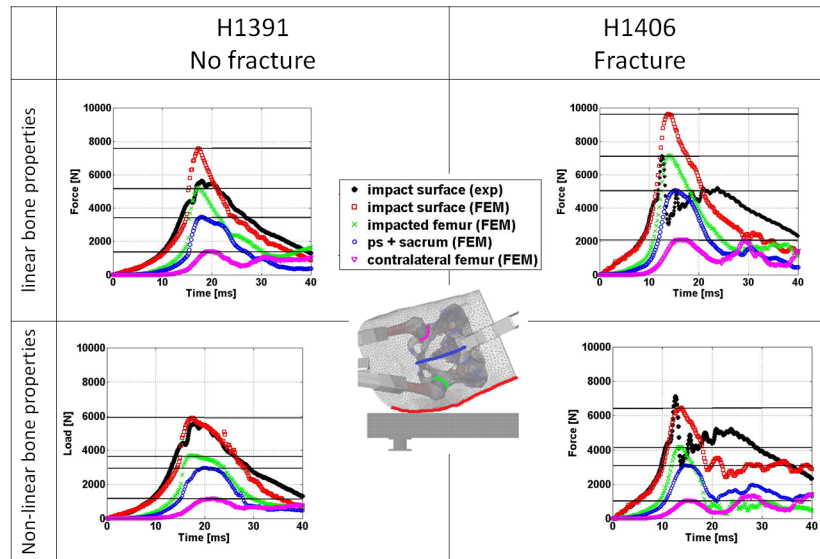 H1391
No fracture
H1406
Fracture
linear bone properties
10000
8000
6000
4000
2000
0
Force [N]
0 10 20 30 40
Time [ms]
impact surface (exp)
impact surface (FEM)
impacted femur (FEM)
ps + sacrum (FEM)
contralateral femur (FEM)
10000
8000
6000
4000
2000
0
Force [N]
0 10 20 30 40
Time [ms]
Non-linear bone properties
10000
8000
6000
4000
2000
0
Load [N]
0 10 20 30 40
Time [ms]
10000
8000
6000
4000
2000
0
Force [N]
0 10 20 30 40
Time [ms]